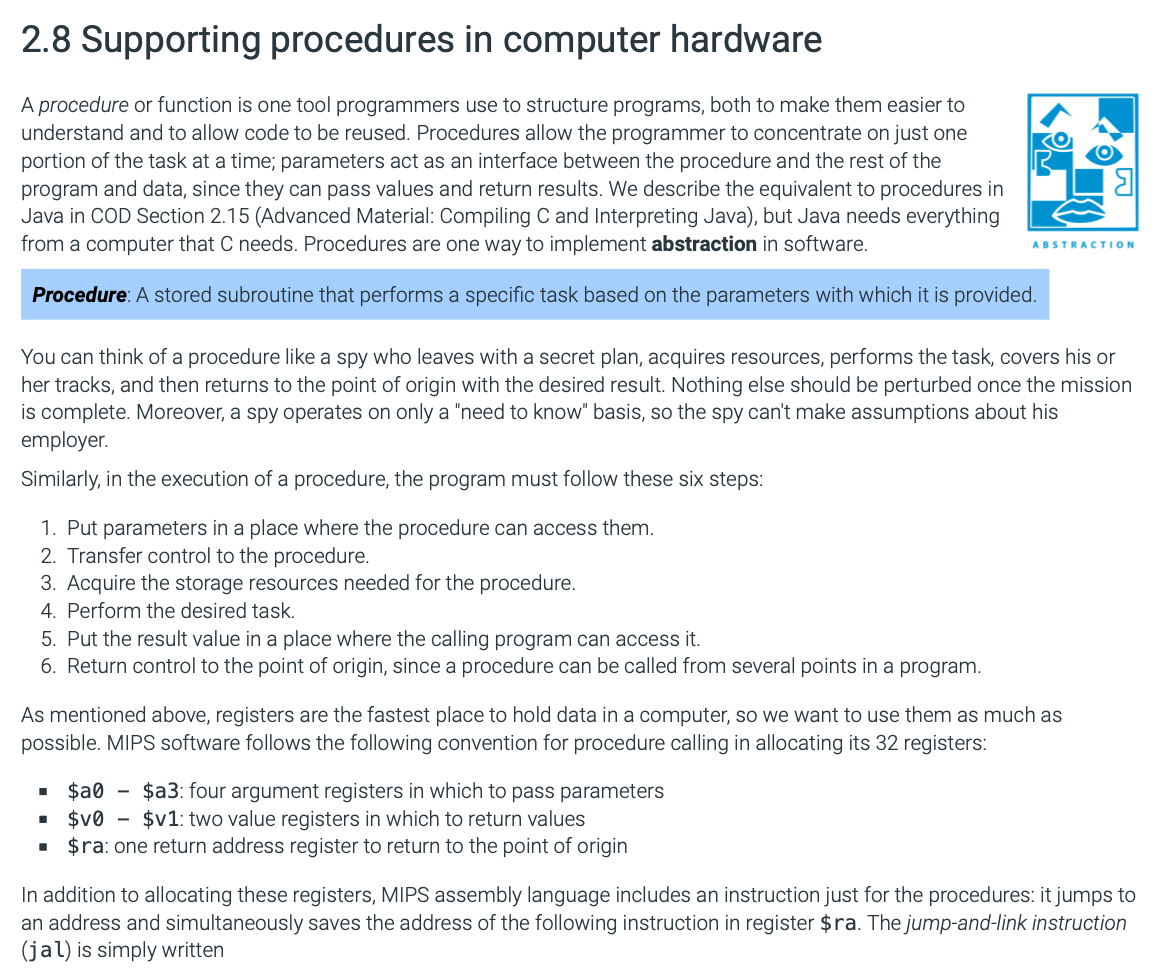 2.8 Supporting procedures in computer hardware
A procedure or function is one tool programmers use to structure programs, both to make them easier to
understand and to allow code to be reused. Procedures allow the programmer to concentrate on just one
portion of the task at a time; parameters act as an interface between the procedure and the rest of the
program and data, since they can pass values and return results. We describe the equivalent to procedures in
Java in COD Section 2.15 (Advanced Material: Compiling C and Interpreting Java), but Java needs everything
from a computer that C needs. Procedures are one way to implement abstraction in software.
ABSTRACTION
Procedure: A stored subroutine that performs a specific task based on the parameters with which it is provided.
You can think of a procedure like a spy who leaves with a secret plan, acquires resources, performs the task, covers his or
her tracks, and then returns to the point of origin with the desired result. Nothing else should be perturbed once the mission
is complete. Moreover, a spy operates on only a "need to know" basis, so the spy can't make assumptions about his
employer.
Similarly, in the execution of a procedure, the program must follow these six steps:
1. Put parameters in a place where the procedure can access them.
2. Transfer control to the procedure.
3. Acquire the storage resources needed for the procedure.
4. Perform the desired task.
5. Put the result value in a place where the calling program can access it.
6. Return control to the point of origin, since a procedure can be called from several points in a program.
As mentioned above, registers are the fastest place to hold data in a computer, so we want to use them as much as
possible. MIPS software follows the following convention for procedure calling in allocating its 32 registers:
▪ $a0 – $a3: four argument registers in which to pass parameters
▪ $v0 – $v1: two value registers in which to return values
▪ $ra: one return address register to return to the point of origin
In addition to allocating these registers, MIPS assembly language includes an instruction just for the procedures: it jumps to
an address and simultaneously saves the address of the following instruction in register $ra. The jump-and-link instruction
(jal) is simply written